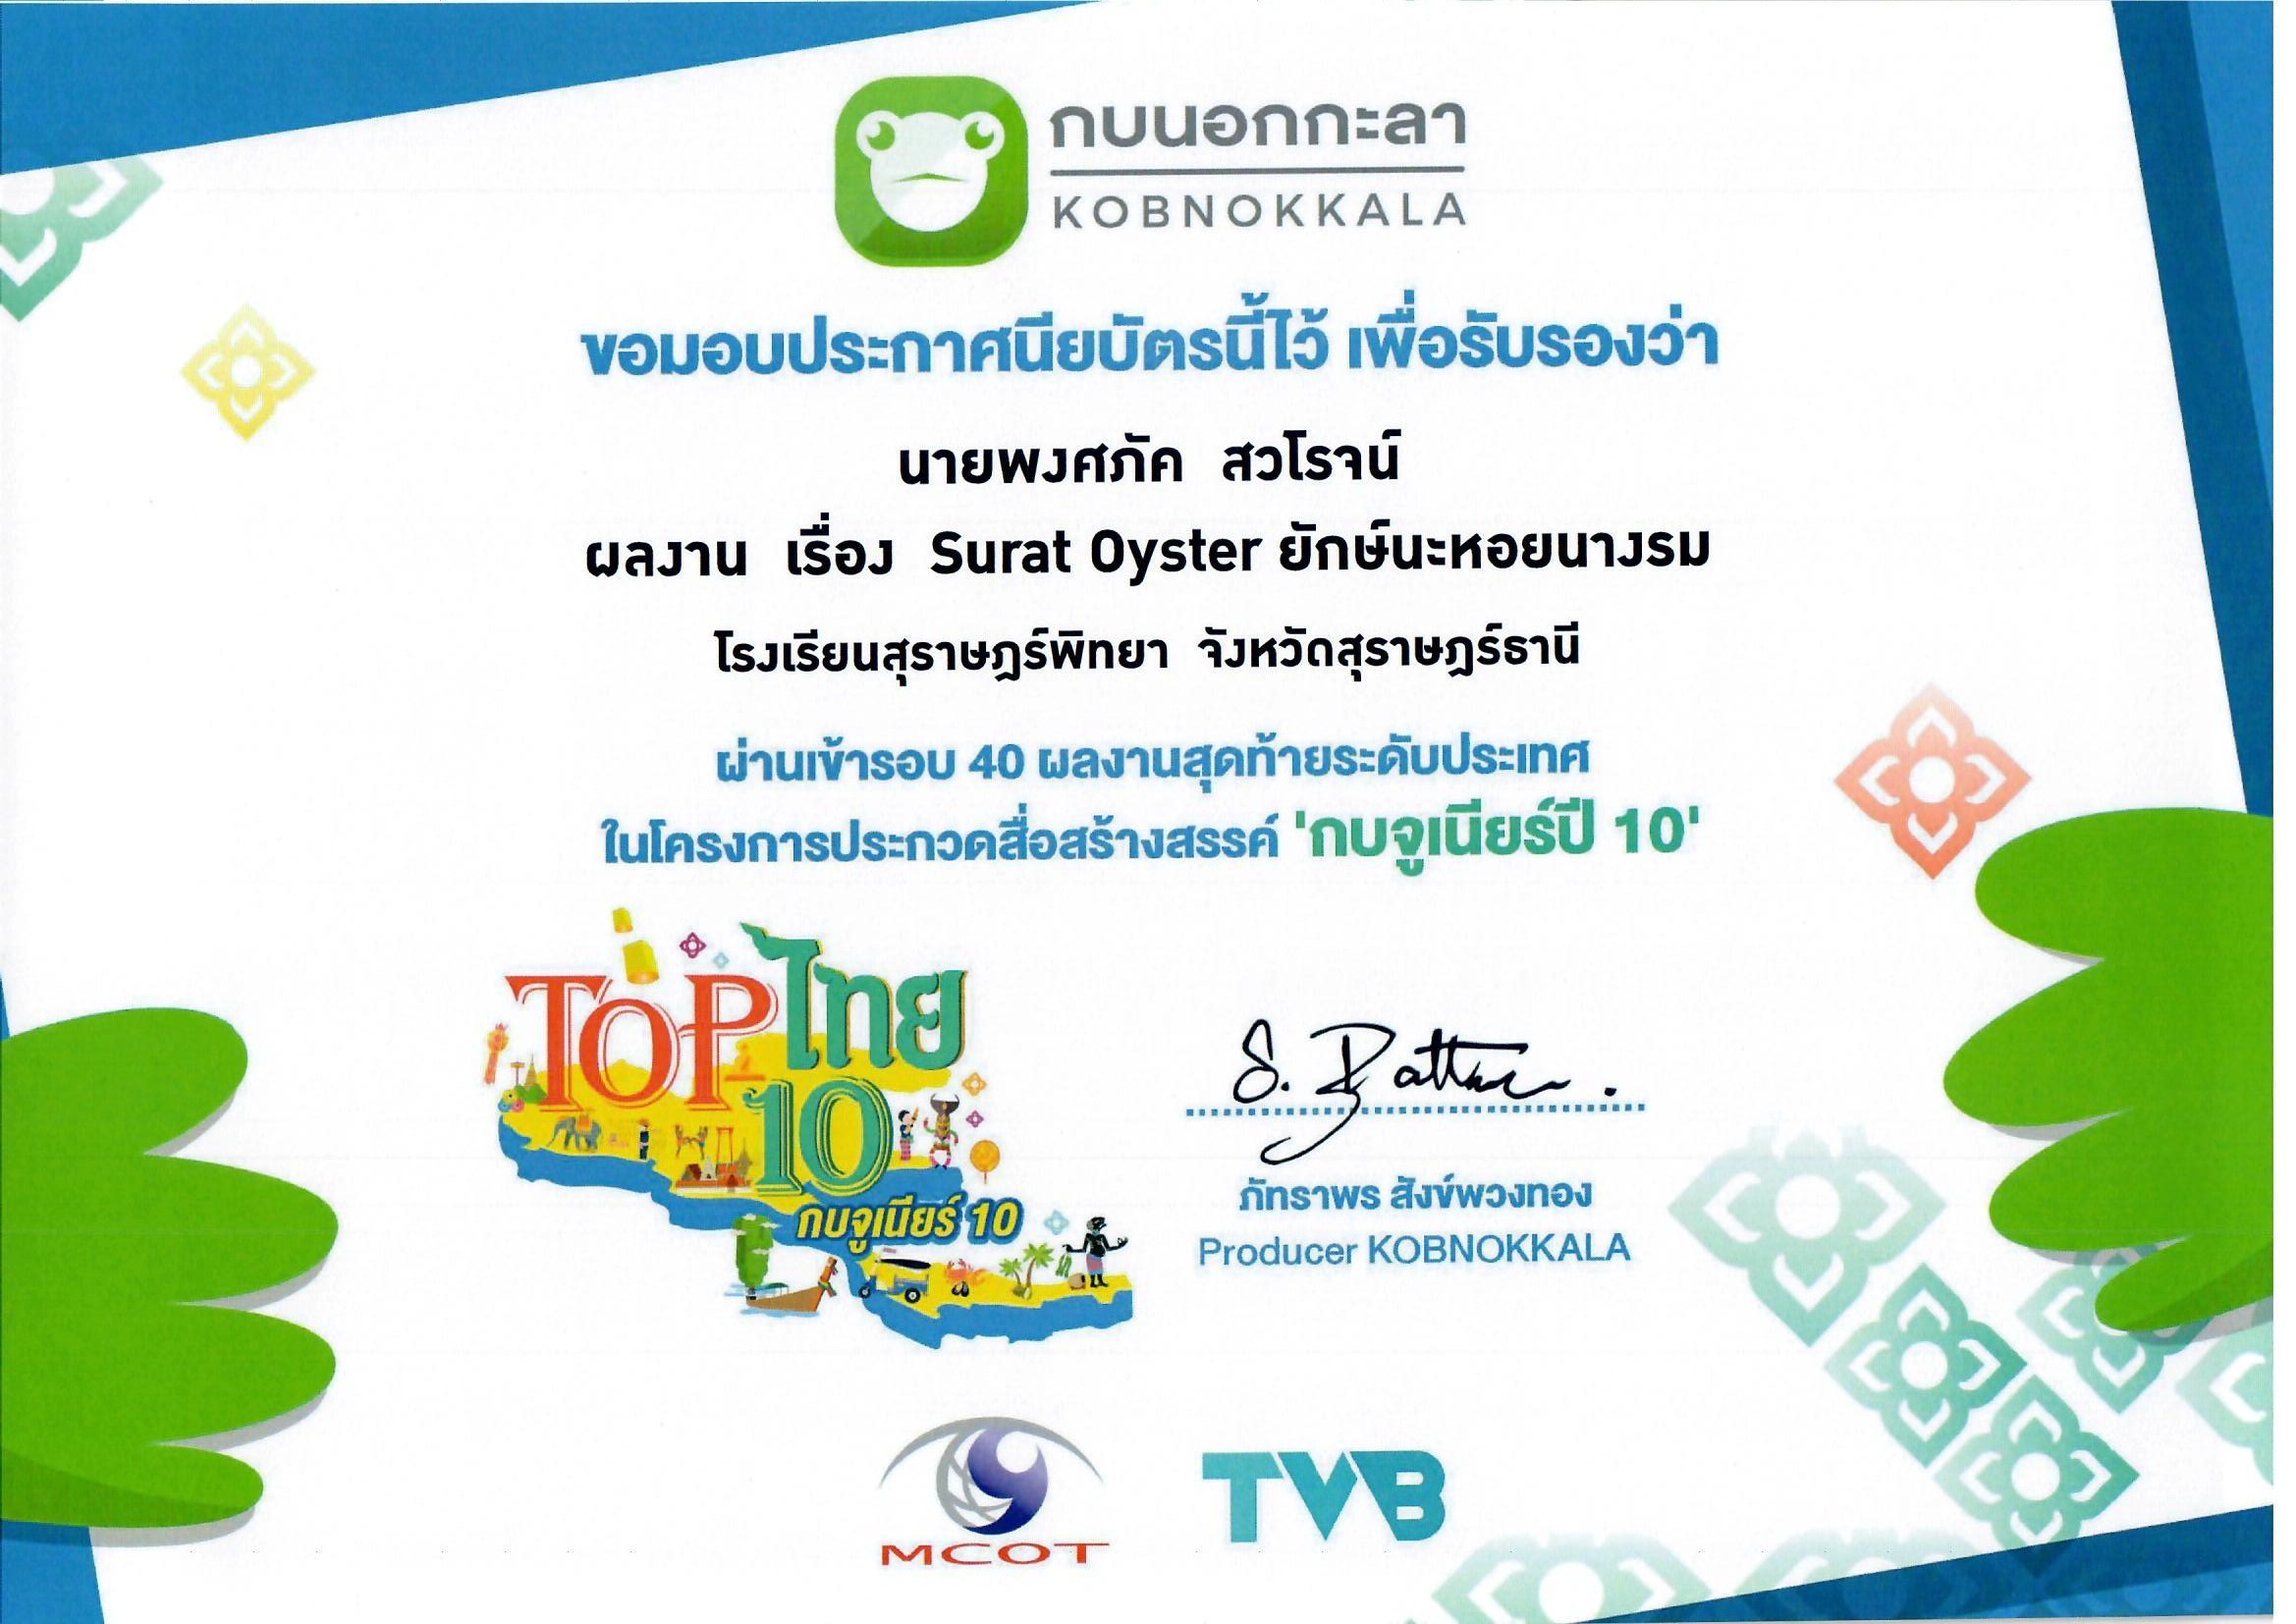 กบนอกกะลา
KOBNOKKALA
ขอมอบประกาศนียบัตรนี้ไว้ เพื่อรับรองว่า
นายพงศภัค สวโรจน์
ผลงาน เรื่อง Surat Oyster ยักษ์นะหอยนางรม
โรงเรียนสุราษฎร์พิทยา จังหวัดสุราษฎร์ธานี
ผ่านเข้ารอบ 40 ผลงานสุดท้ายระดับประเทศ
ในโครงการประกวดสื่อสร้างสรรค์ 'กบจูเนียร์ปี 10'
TOP ไทย
10
กบจูเนียร์ 10
ภัทราพร สังข์พวงทอง
Producer KOBNOKKALA
MCOT
TVB